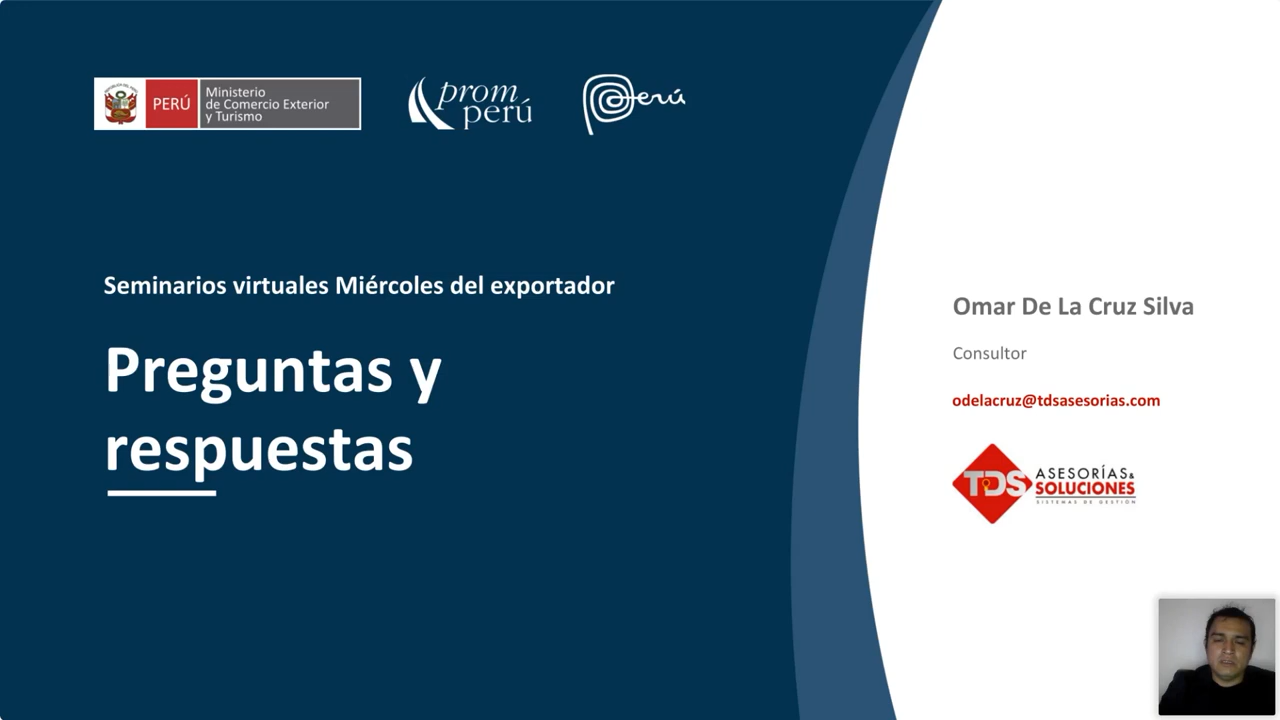 PERÚ
Ministerio
de Comercio Exterior
y Turismo
prom
perú
Perú
Seminarios virtuales Miércoles del exportador
Preguntas y
respuestas
Omar De La Cruz Silva
Consultor
odelacruz@tdsasesorias.com
TDS
ASESORÍAS&
SOLUCIONES
SISTEMAS DE GESTIÓN